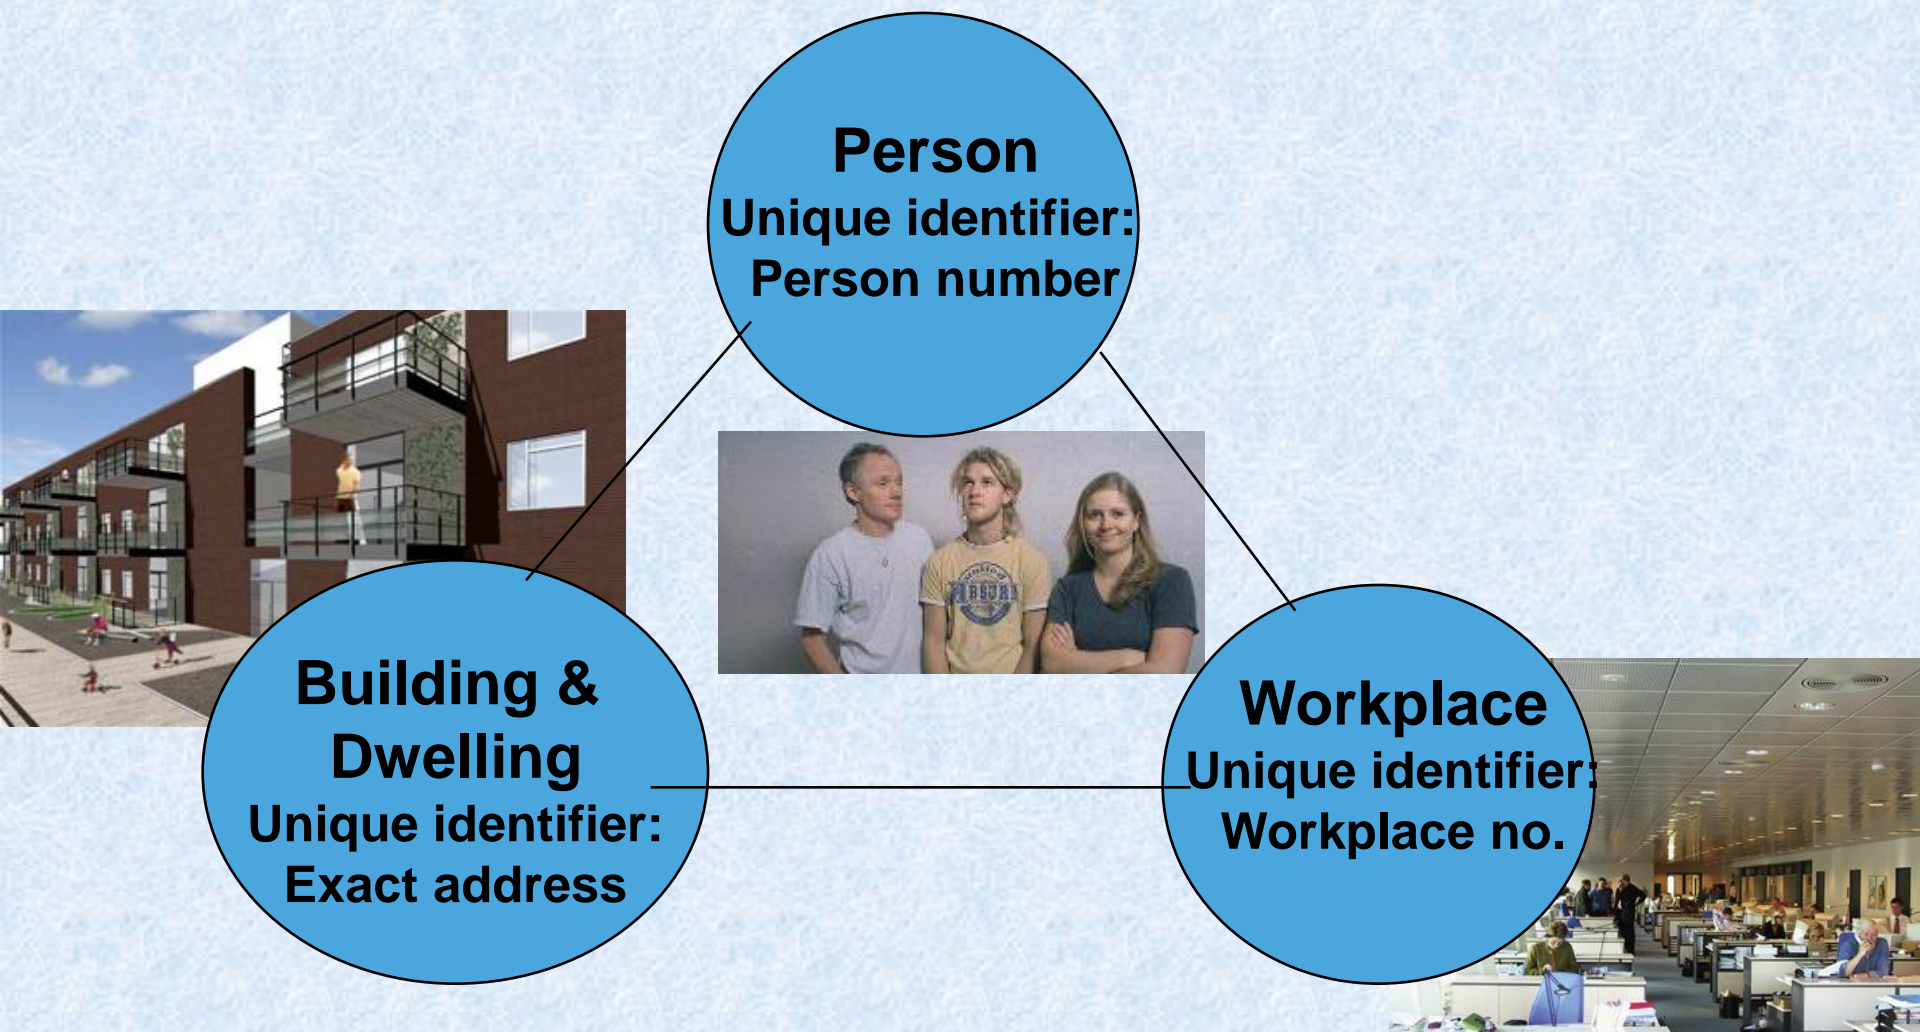 Person
Unique identifier:
Person number
Building &
Dwelling
Unique identifier:
Exact address
Workplace
Unique identifier:
Workplace no.